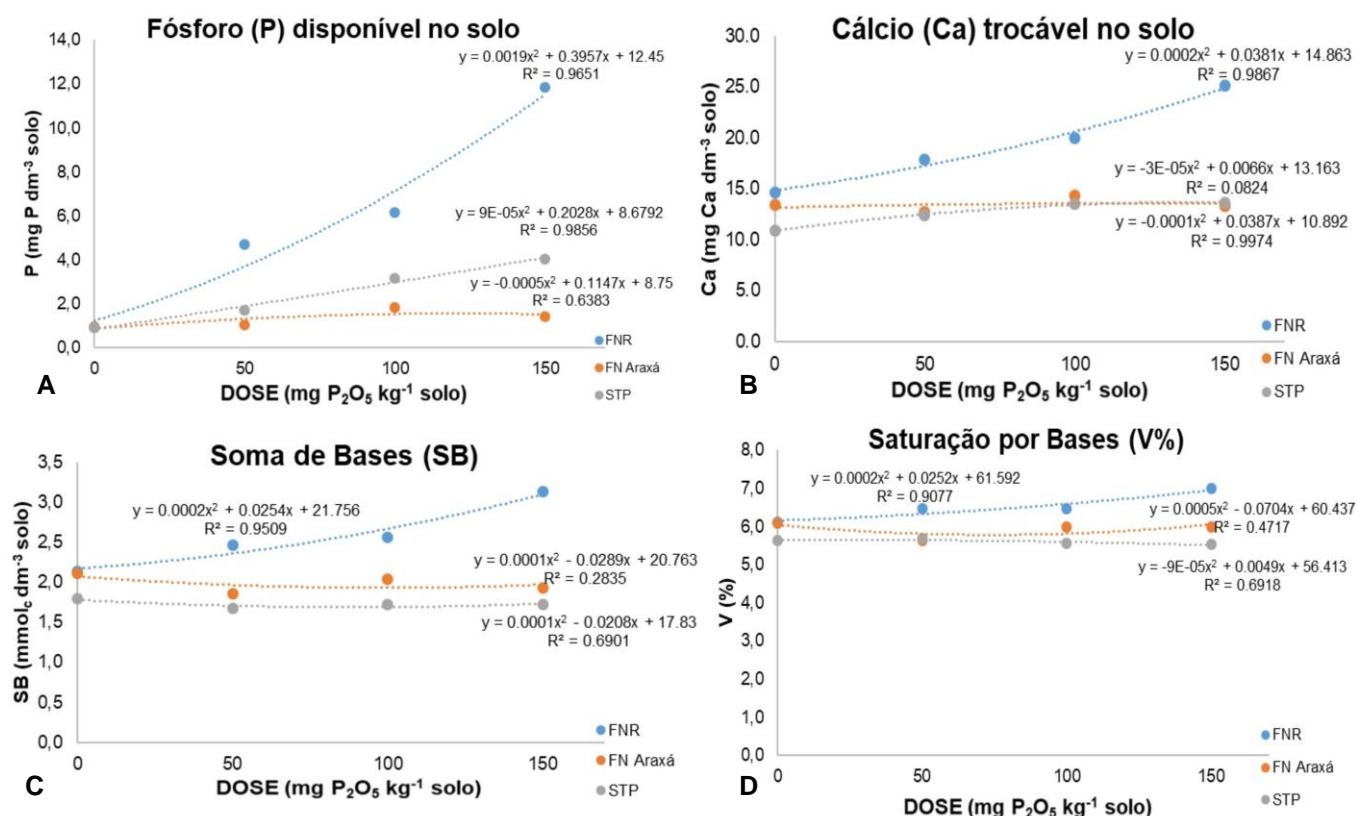 Fósforo (P) disponível no solo
14,0
12,0
10,0
8,0
6,0
4,0
2,0
0,0
P (mg P dm⁻³ solo)
y = 0.0019x² + 0.3957x + 12.45
R² = 0.9651
y = 9E-05x² + 0.2028x + 8.6792
R² = 0.9856
y = -0.0005x² + 0.1147x + 8.75
R² = 0.6383
FNR
FN Araxá
STP
0 50 100 150
DOSE (mg P₂O₅ kg⁻¹ solo)
A
Cálcio (Ca) trocável no solo
30.0
25.0
20.0
15.0
10.0
5.0
0.0
Ca (mg Ca dm⁻³ solo)
y = 0.0002x² + 0.0381x + 14.863
R² = 0.9867
y = -3E-05x² + 0.0066x + 13.163
R² = 0.0824
y = -0.0001x² + 0.0387x + 10.892
R² = 0.9974
FNR
FN Araxá
STP
0 50 100 150
DOSE (mg P₂O₅ kg⁻¹ solo)
B
Soma de Bases (SB)
3,5
3,0
2,5
2,0
1,5
1,0
0,5
0,0
SB (mmol꜀ dm⁻³ solo)
y = 0.0002x² + 0.0254x + 21.756
R² = 0.9509
y = 0.0001x² - 0.0289x + 20.763
R² = 0.2835
y = 0.0001x² - 0.0208x + 17.83
R² = 0.6901
FNR
FN Araxá
STP
0 50 100 150
DOSE (mg P₂O₅ kg⁻¹ solo)
C
Saturação por Bases (V%)
8,0
7,0
6,0
5,0
4,0
3,0
2,0
1,0
0,0
V (%)
y = 0.0002x² + 0.0252x + 61.592
R² = 0.9077
y = 0.0005x² - 0.0704x + 60.437
R² = 0.4717
y = -9E-05x² + 0.0049x + 56.413
R² = 0.6918
FNR
FN Araxá
STP
0 50 100 150
DOSE (mg P₂O₅ kg⁻¹ solo)
D